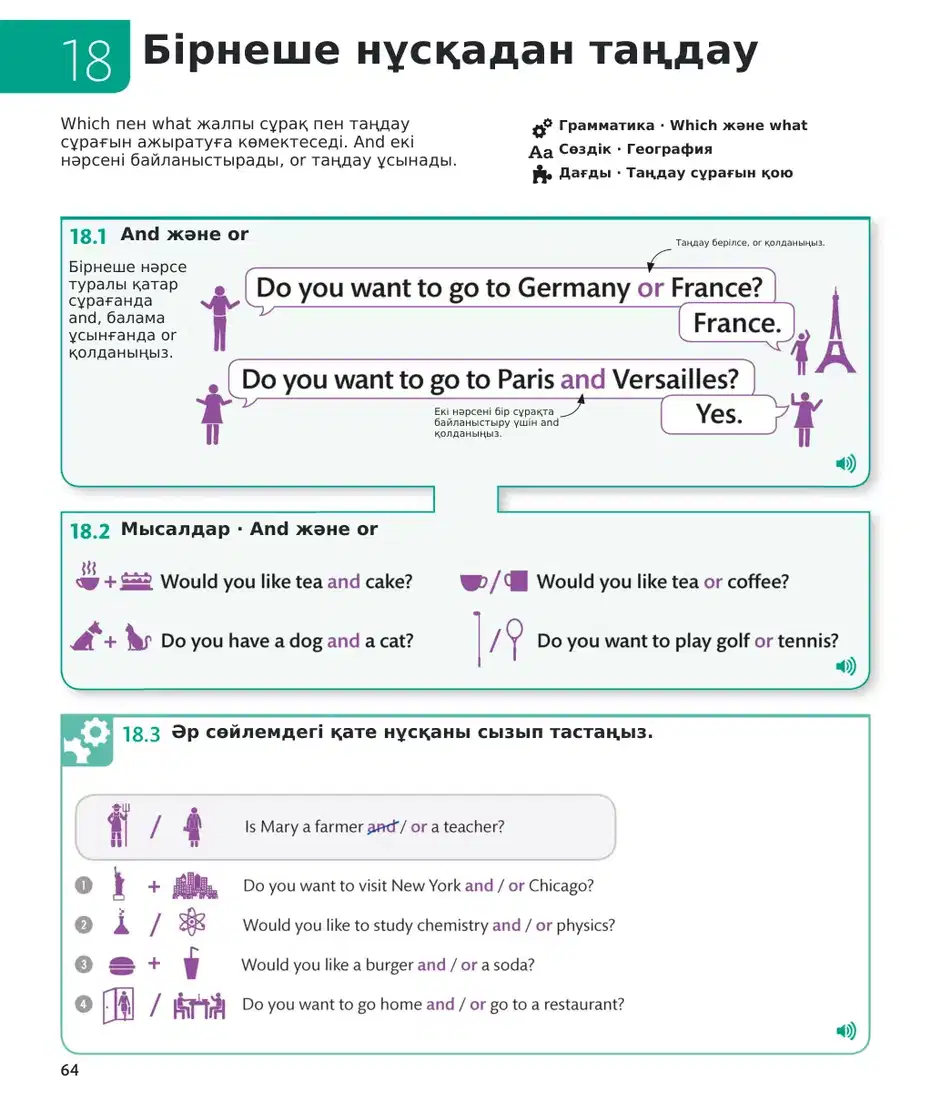 18
Бірнеше нұсқадан таңдау
Which пен what жалпы сұрақ пен таңдау
сұрағын ажыратуға көмектеседі. And екі
нәрсені байланыстырады, or таңдау ұсынады.
Грамматика · Which және what
Aa Сөздік · География
Дағды · Таңдау сұрағын қою
18.1 And және or
Бірнеше нәрсе
туралы қатар
сұрағанда
and, балама
ұсынғанда or
қолданыңыз.
Таңдау берілсе, or қолданыңыз.
Do you want to go to Germany or France?
France.
Do you want to go to Paris and Versailles?
Yes.
Екі нәрсені бір сұрақта
байланыстыру үшін and
қолданыңыз.
18.2 Мысалдар · And және or
+ Would you like tea and cake?
/ Would you like tea or coffee?
+ Do you have a dog and a cat?
/ Do you want to play golf or tennis?
18.3 Әр сөйлемдегі қате нұсқаны сызып тастаңыз.
/ Is Mary a farmer and / or a teacher?
1 + Do you want to visit New York and / or Chicago?
2 / Would you like to study chemistry and / or physics?
3 + Would you like a burger and / or a soda?
4 / Do you want to go home and / or go to a restaurant?
64